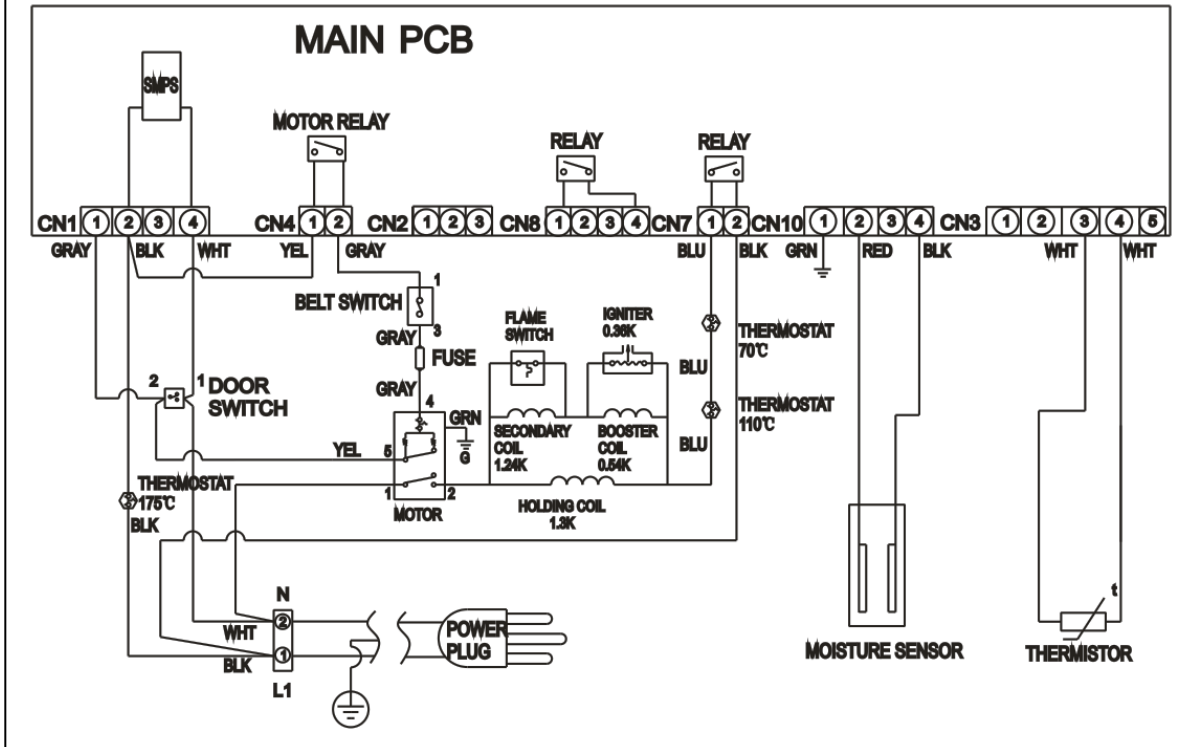 MAIN PCB
SMPS
MOTOR RELAY
RELAY
RELAY
CN1 1 2 3 4
CN4 1 2
CN2 1 2 3
CN8 1 2 3 4
CN7 1 2
CN10 1 2 3 4
CN3 1 2 3 4 5
GRAY BLK WHT YEL GRAY BLU BLK GRN RED BLK WHT WHT
1
BELT SWITCH
3
GRAY
FUSE
GRAY
FLAME
SWITCH
IGNITER
0.36K
THERMOSTAT
70℃
BLU
THERMOSTAT
110℃
BLU
2 1 DOOR
SWITCH
4
GRN
G
YEL 5
1 2
MOTOR
SECONDARY
COIL
1.24K
BOOSTER
COIL
0.54K
HOLDING COIL
1.3K
THERMOSTAT
175℃
BLK
N
WHT 2
BLK 1
L1
POWER
PLUG
MOISTURE SENSOR
t
THERMISTOR